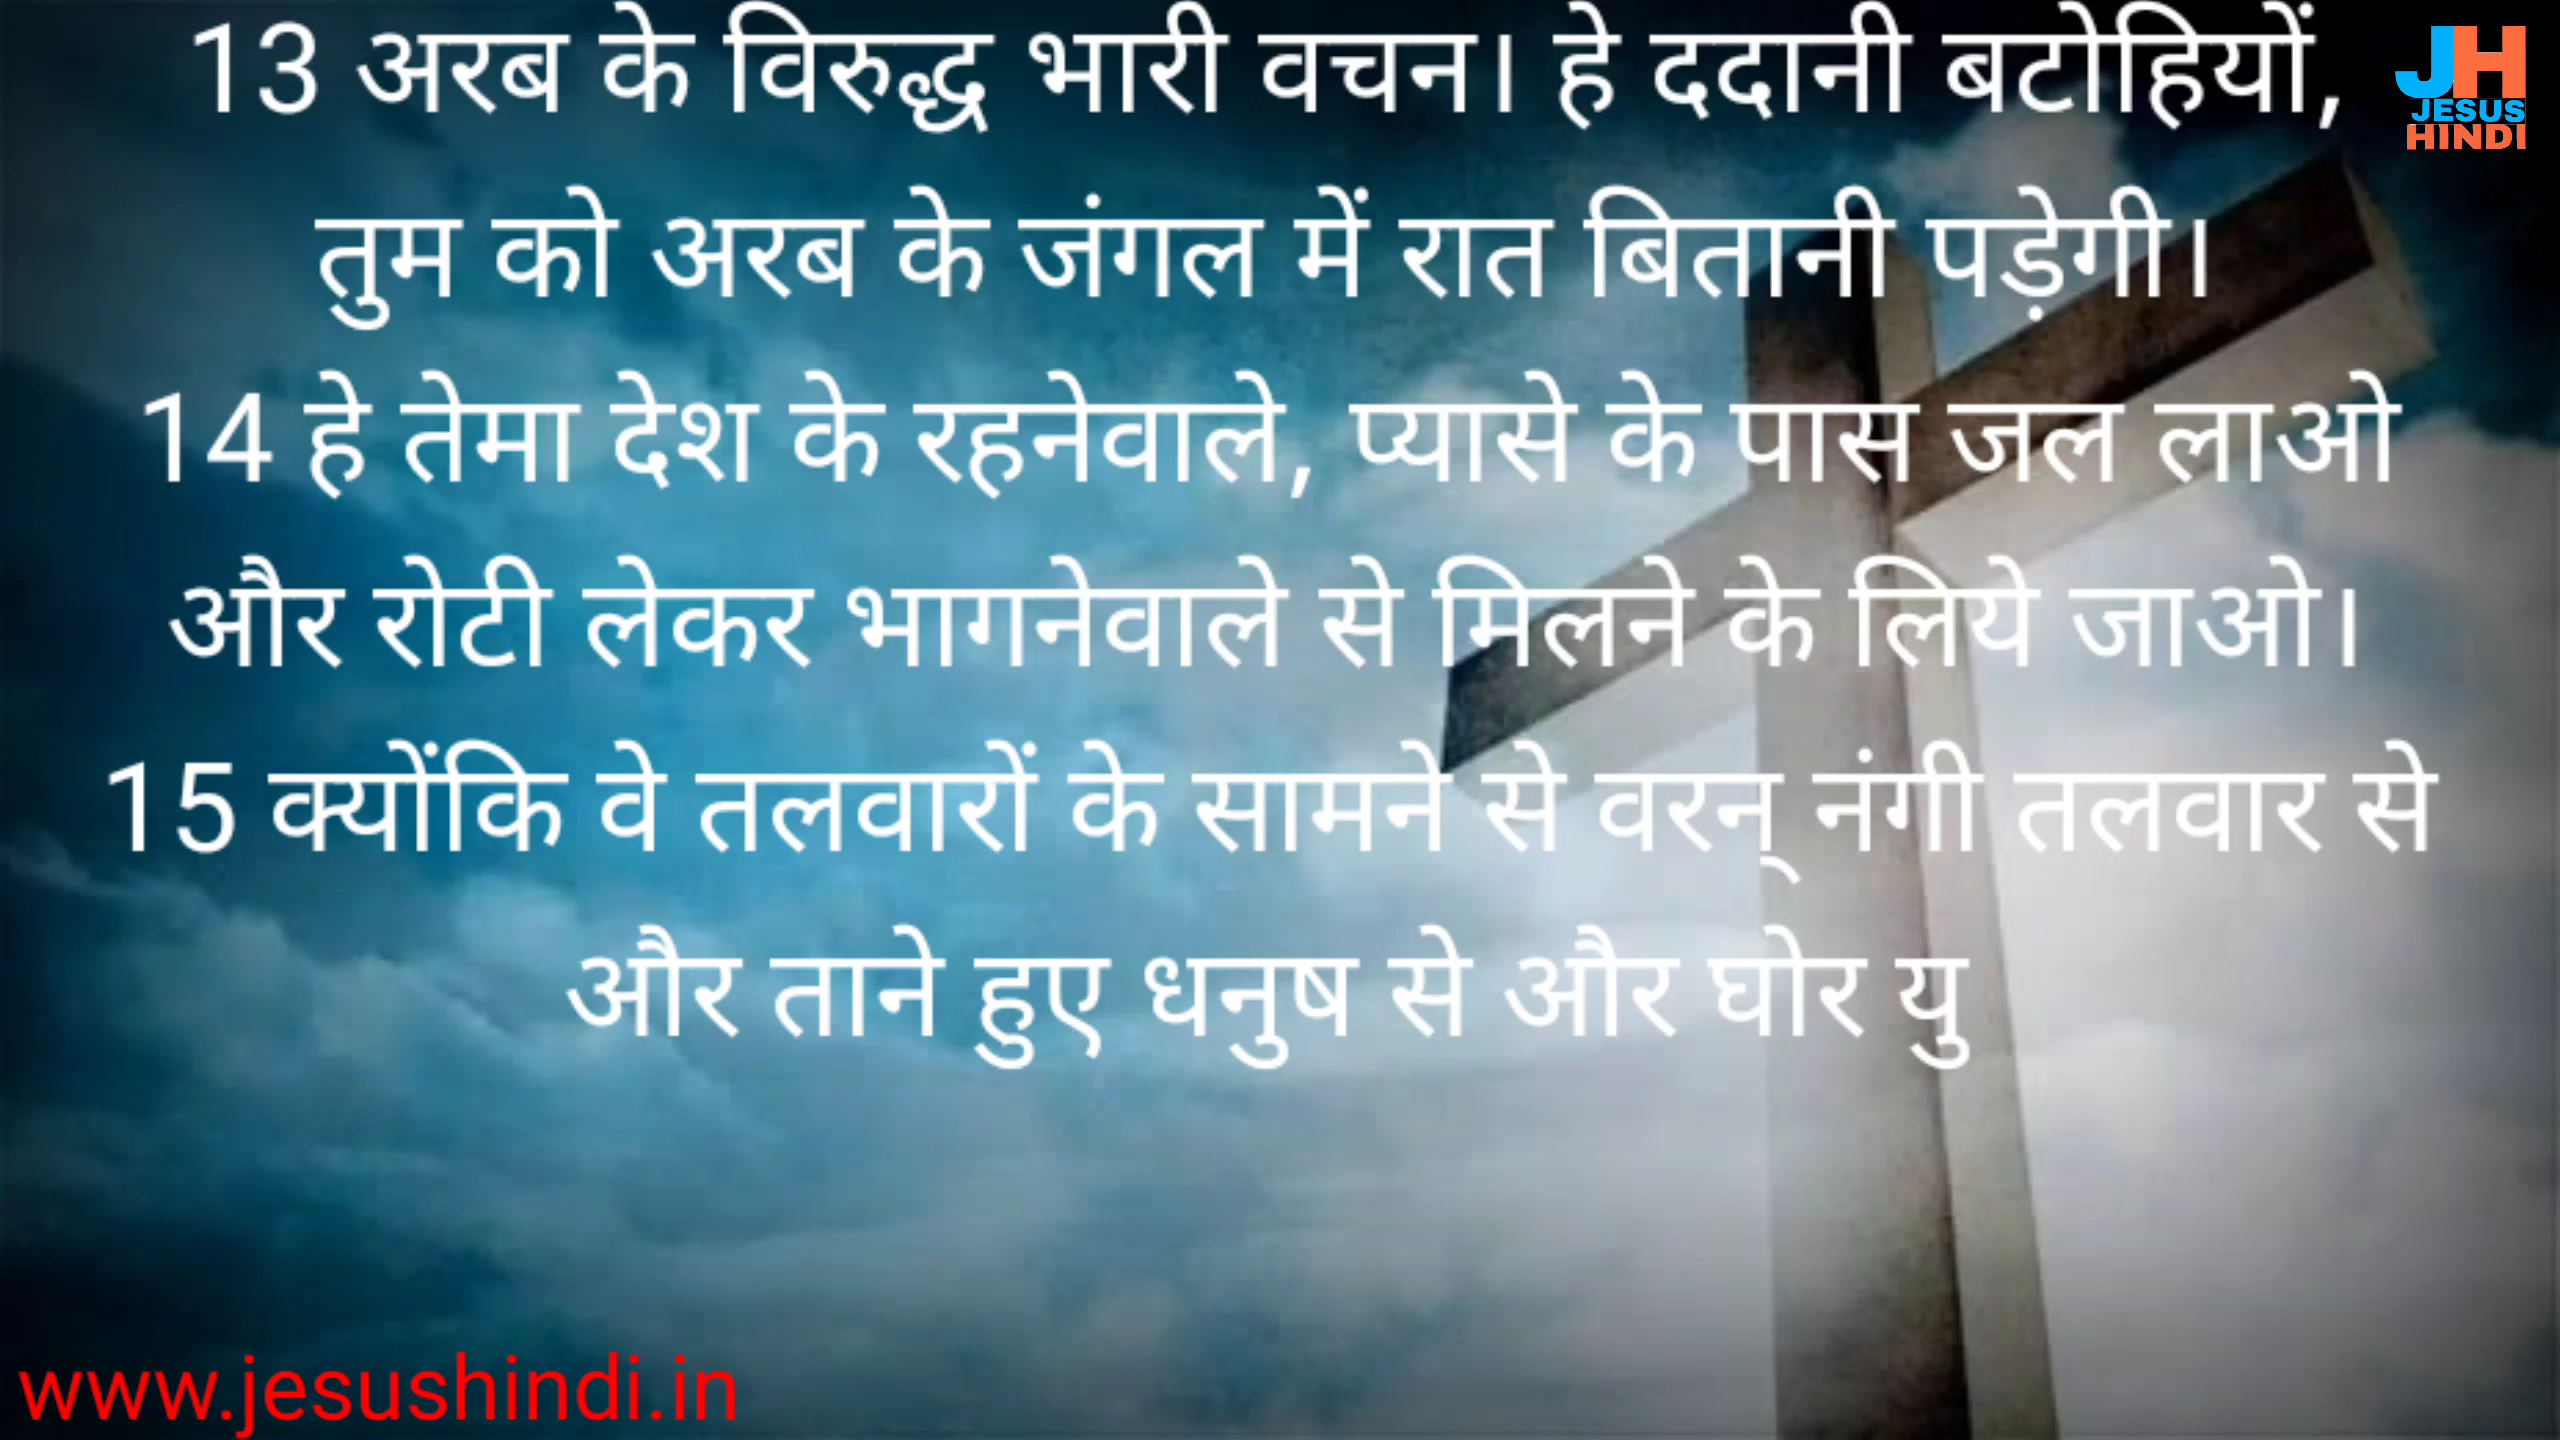 13 अरब के विरुद्ध भारी वचन। हे ददानी बटोहियों,
JH
JESUS
HINDI
तुम को अरब के जंगल में रात बितानी पड़ेगी।
14 हे तेमा देश के रहनेवाले, प्यासे के पास जल लाओ
और रोटी लेकर भागनेवाले से मिलने के लिये जाओ।
15 क्योंकि वे तलवारों के सामने से वरन् नंगी तलवार से
और ताने हुए धनुष से और घोर यु
www.jesushindi.in